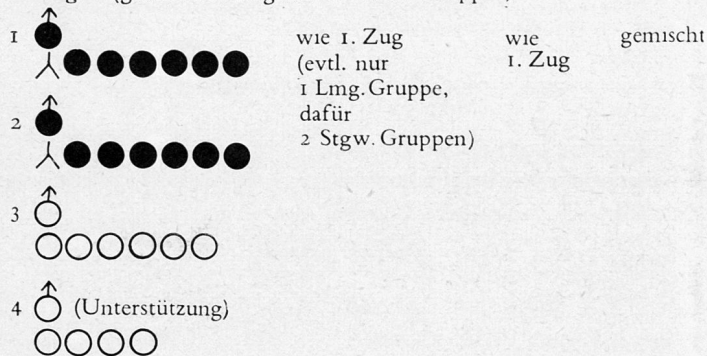 1
wie 1. Zug
(evtl. nur
1 Lmg. Gruppe,
dafür
2 Stgw. Gruppen)
wie
1. Zug
gemischt
2
3
4 (Unterstützung)